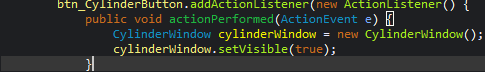 btn_CylinderButton.addActionListener(new ActionListener() {
public void actionPerformed(ActionEvent e) {
CylinderWindow cylinderWindow = new CylinderWindow();
cylinderWindow.setVisible(true);
}